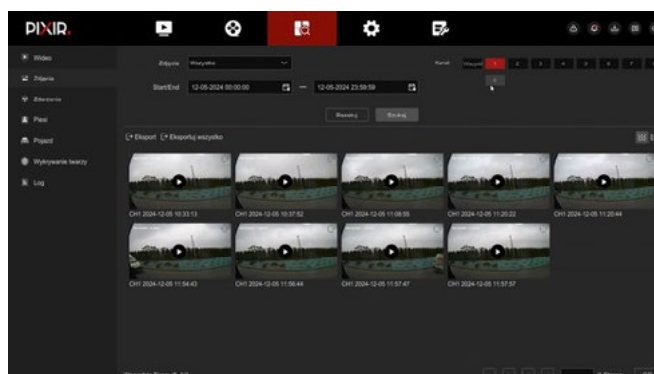 PIXIR.
Wideo
Zdjęcia
Zdarzenia
Piesi
Pojazd
Wykrywanie twarzy
Log
Zdjęcia Wszystko
Kanał Wszystko 1 2 3 4 5 6 7
Start/End 12-05-2024 00:00:00 — 12-05-2024 23:59:59
Resetuj Szukaj
Eksport Eksportuj wszystko
CH1 2024-12-05 10:33:13 CH1 2024-12-05 10:37:52 CH1 2024-12-05 11:08:55 CH1 2024-12-05 11:20:22 CH1 2024-12-05 11:20:44
CH1 2024-12-05 11:54:43 CH1 2024-12-05 11:56:44 CH1 2024-12-05 11:57:47 CH1 2024-12-05 11:57:57